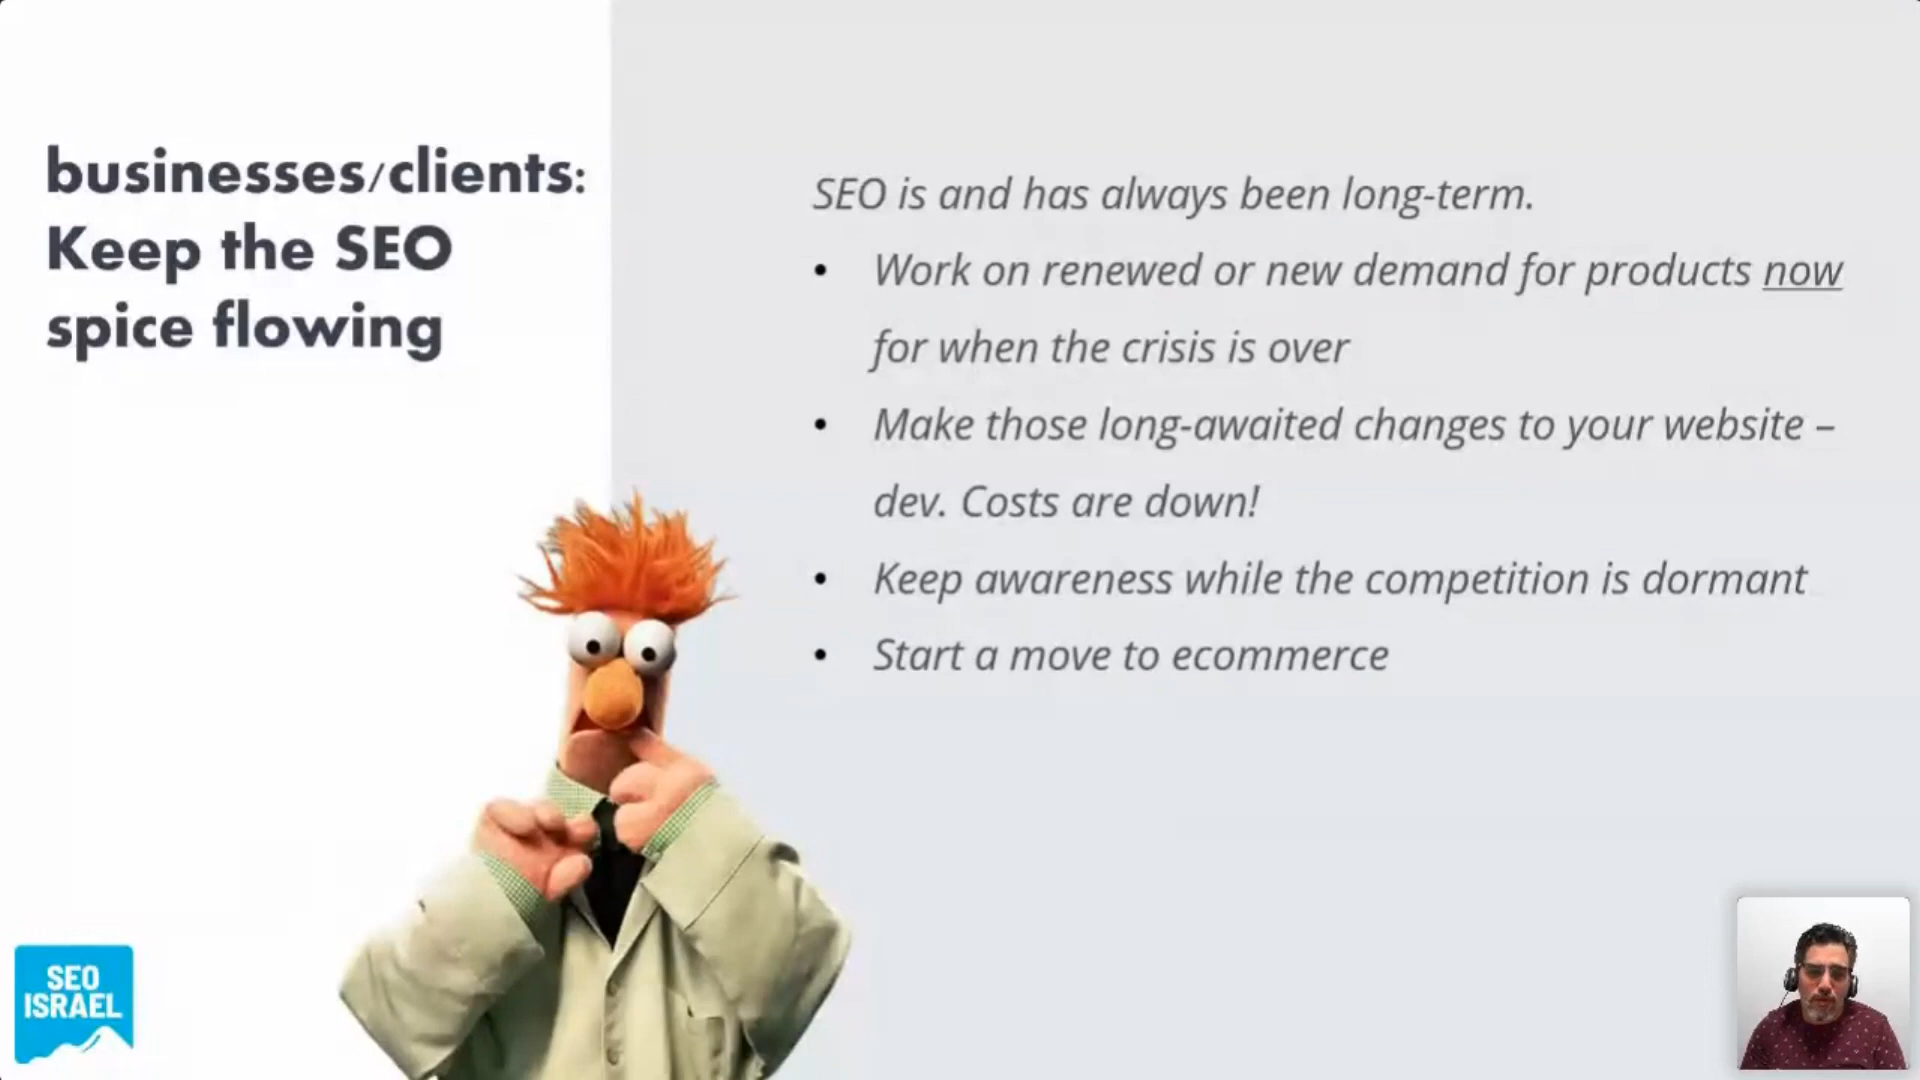 businesses/clients:
Keep the SEO
spice flowing
SEO is and has always been long-term.
• Work on renewed or new demand for products now
for when the crisis is over
• Make those long-awaited changes to your website –
dev. Costs are down!
• Keep awareness while the competition is dormant
• Start a move to ecommerce
SEO
ISRAEL